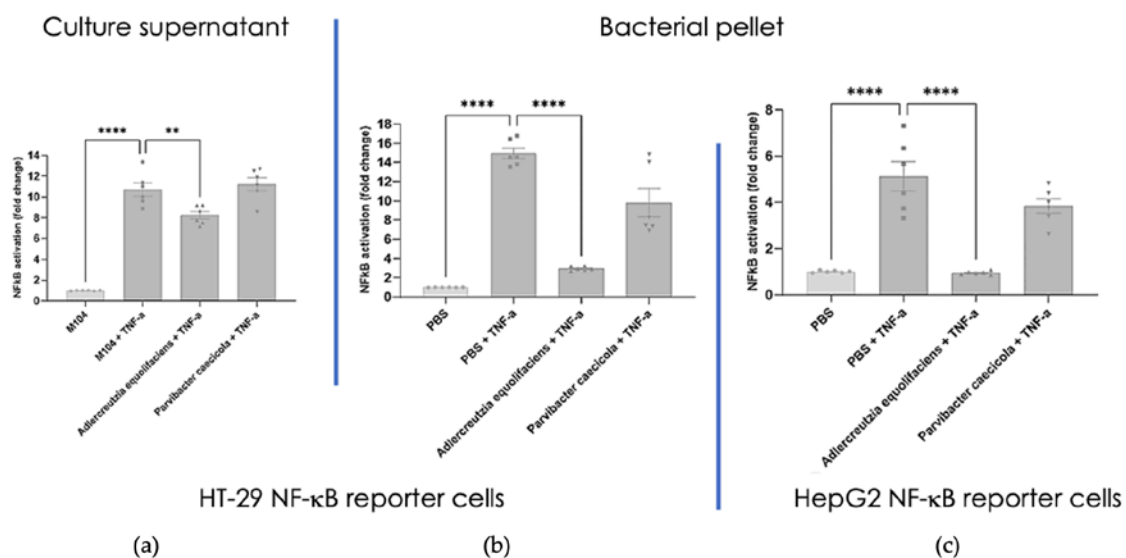 Culture supernatant
Bacterial pellet
****
**
NFkB activation (fold change)
14
12
10
8
6
4
2
0
M104
M104 + TNF-a
Adlercreutzia equolifaciens + TNF-a
Parvibacter caecicola + TNF-a
****
****
NFkB activation (fold change)
18
16
14
12
10
8
6
4
2
0
PBS
PBS + TNF-a
Adlercreutzia equolifaciens + TNF-a
Parvibacter caecicola + TNF-a
****
****
NFkB activation (fold change)
8
6
4
2
0
PBS
PBS + TNF-a
Adlercreutzia equolifaciens + TNF-a
Parvibacter caecicola + TNF-a
HT-29 NF-κB reporter cells
HepG2 NF-κB reporter cells
(a)
(b)
(c)